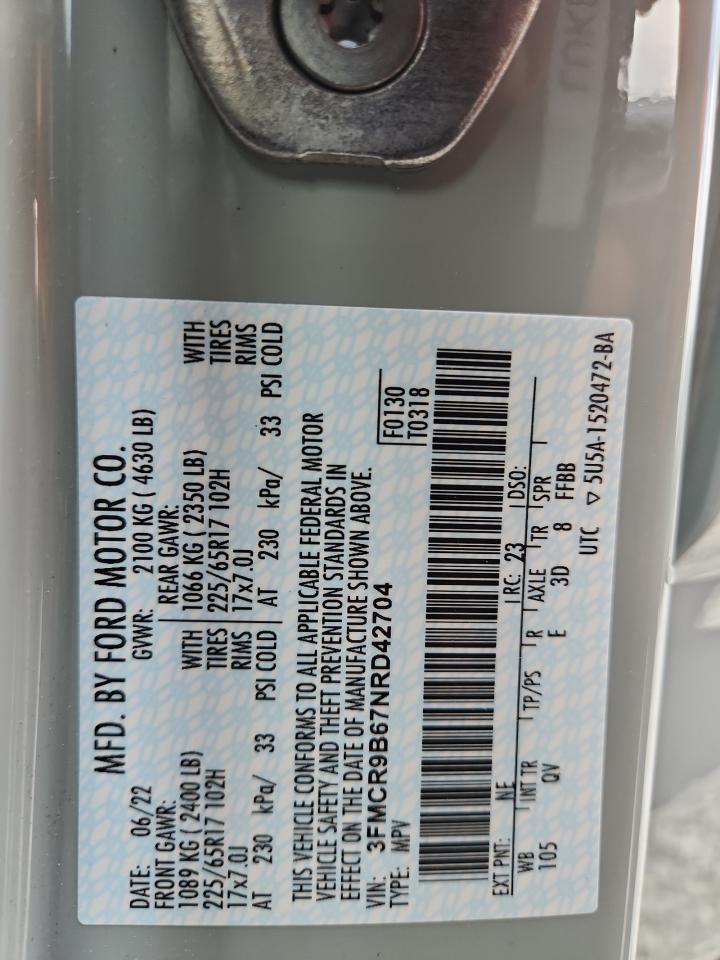 MFD. BY FORD MOTOR CO.
DATE: 06/22 GVWR: 2100 KG ( 4630 LB)
FRONT GAWR: REAR GAWR:
1089 KG ( 2400 LB) WITH 1066 KG ( 2350 LB) WITH
225/65R17 102H TIRES 225/65R17 102H TIRES
17x7.0J RIMS 17x7.0J RIMS
AT 230 kPa/ 33 PSI COLD AT 230 kPa/ 33 PSI COLD
THIS VEHICLE CONFORMS TO ALL APPLICABLE FEDERAL MOTOR
VEHICLE SAFETY AND THEFT PREVENTION STANDARDS IN
EFFECT ON THE DATE OF MANUFACTURE SHOWN ABOVE.
VIN: 3FMCR9B67NRD42704 F0130
TYPE: MPV T0318
EXT PNT: NE RC: 23 DSO:
WB INT TR TP/PS R AXLE TR SPR
105 QV E 3D 8 FFBB
UTC ▽ 5U5A-1520472-BA